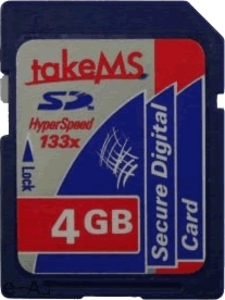 takeMS
SD
HyperSpeed
133x
Lock
4GB
Secure Digital
Card